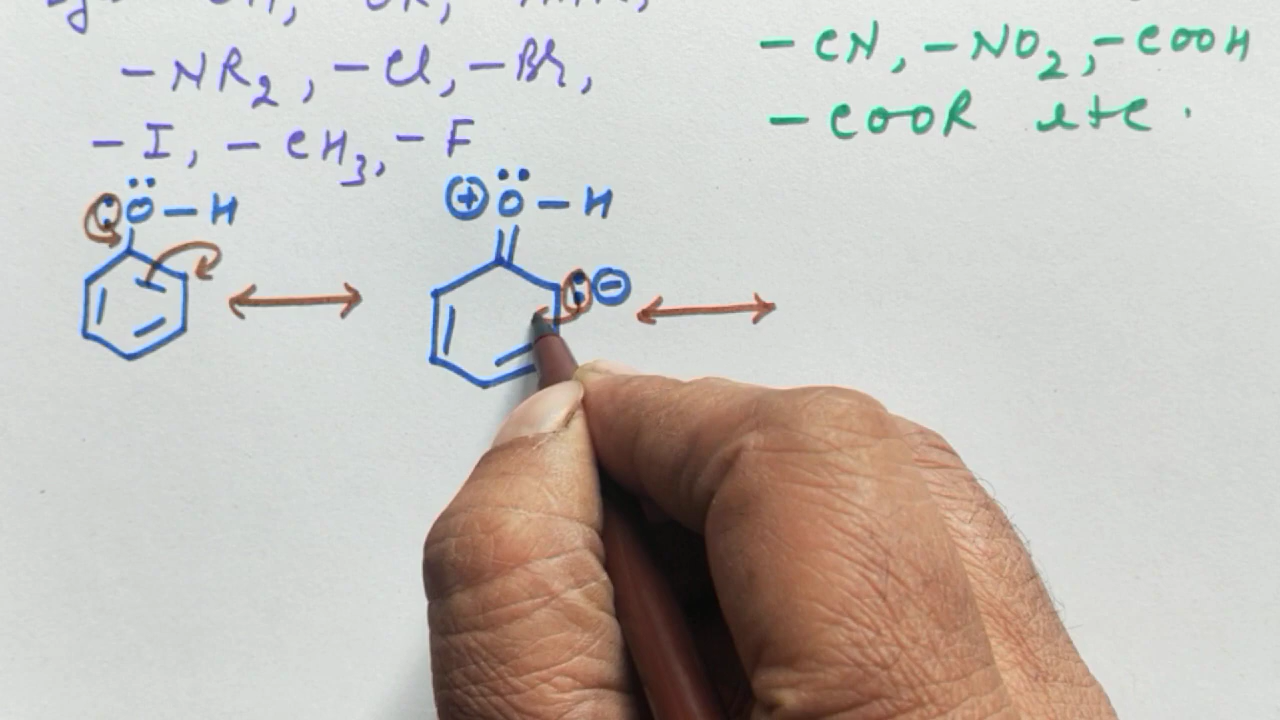 -NR2, -Cl, -Br,
-I, -CH3, -F
-CN, -NO2, -COOH
-COOR etc.
:Ö-H
⊕ Ö-H
: ⊖